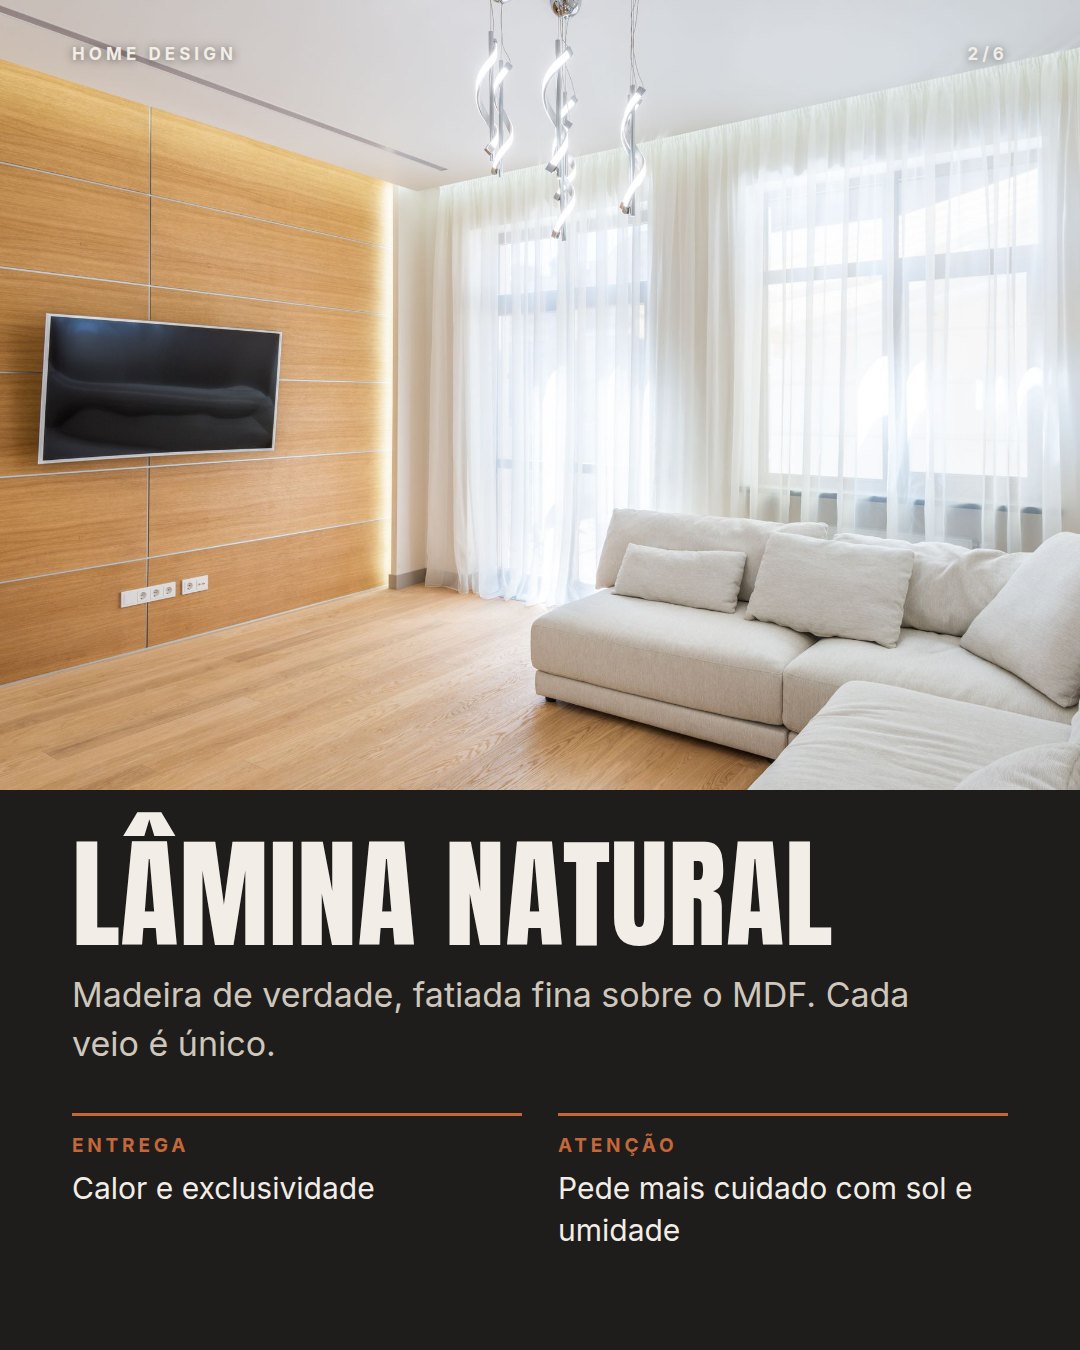 HOME DESIGN
2/6
LÂMINA NATURAL
Madeira de verdade, fatiada fina sobre o MDF. Cada
veio é único.
ENTREGA
Calor e exclusividade
ATENÇÃO
Pede mais cuidado com sol e
umidade